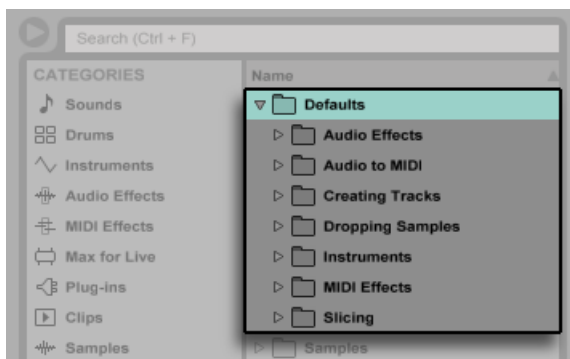 Search (Ctrl + F)
CATEGORIES
Sounds
Drums
Instruments
Audio Effects
MIDI Effects
Max for Live
Plug-ins
Clips
Samples
Name
Defaults
Audio Effects
Audio to MIDI
Creating Tracks
Dropping Samples
Instruments
MIDI Effects
Slicing
Samples